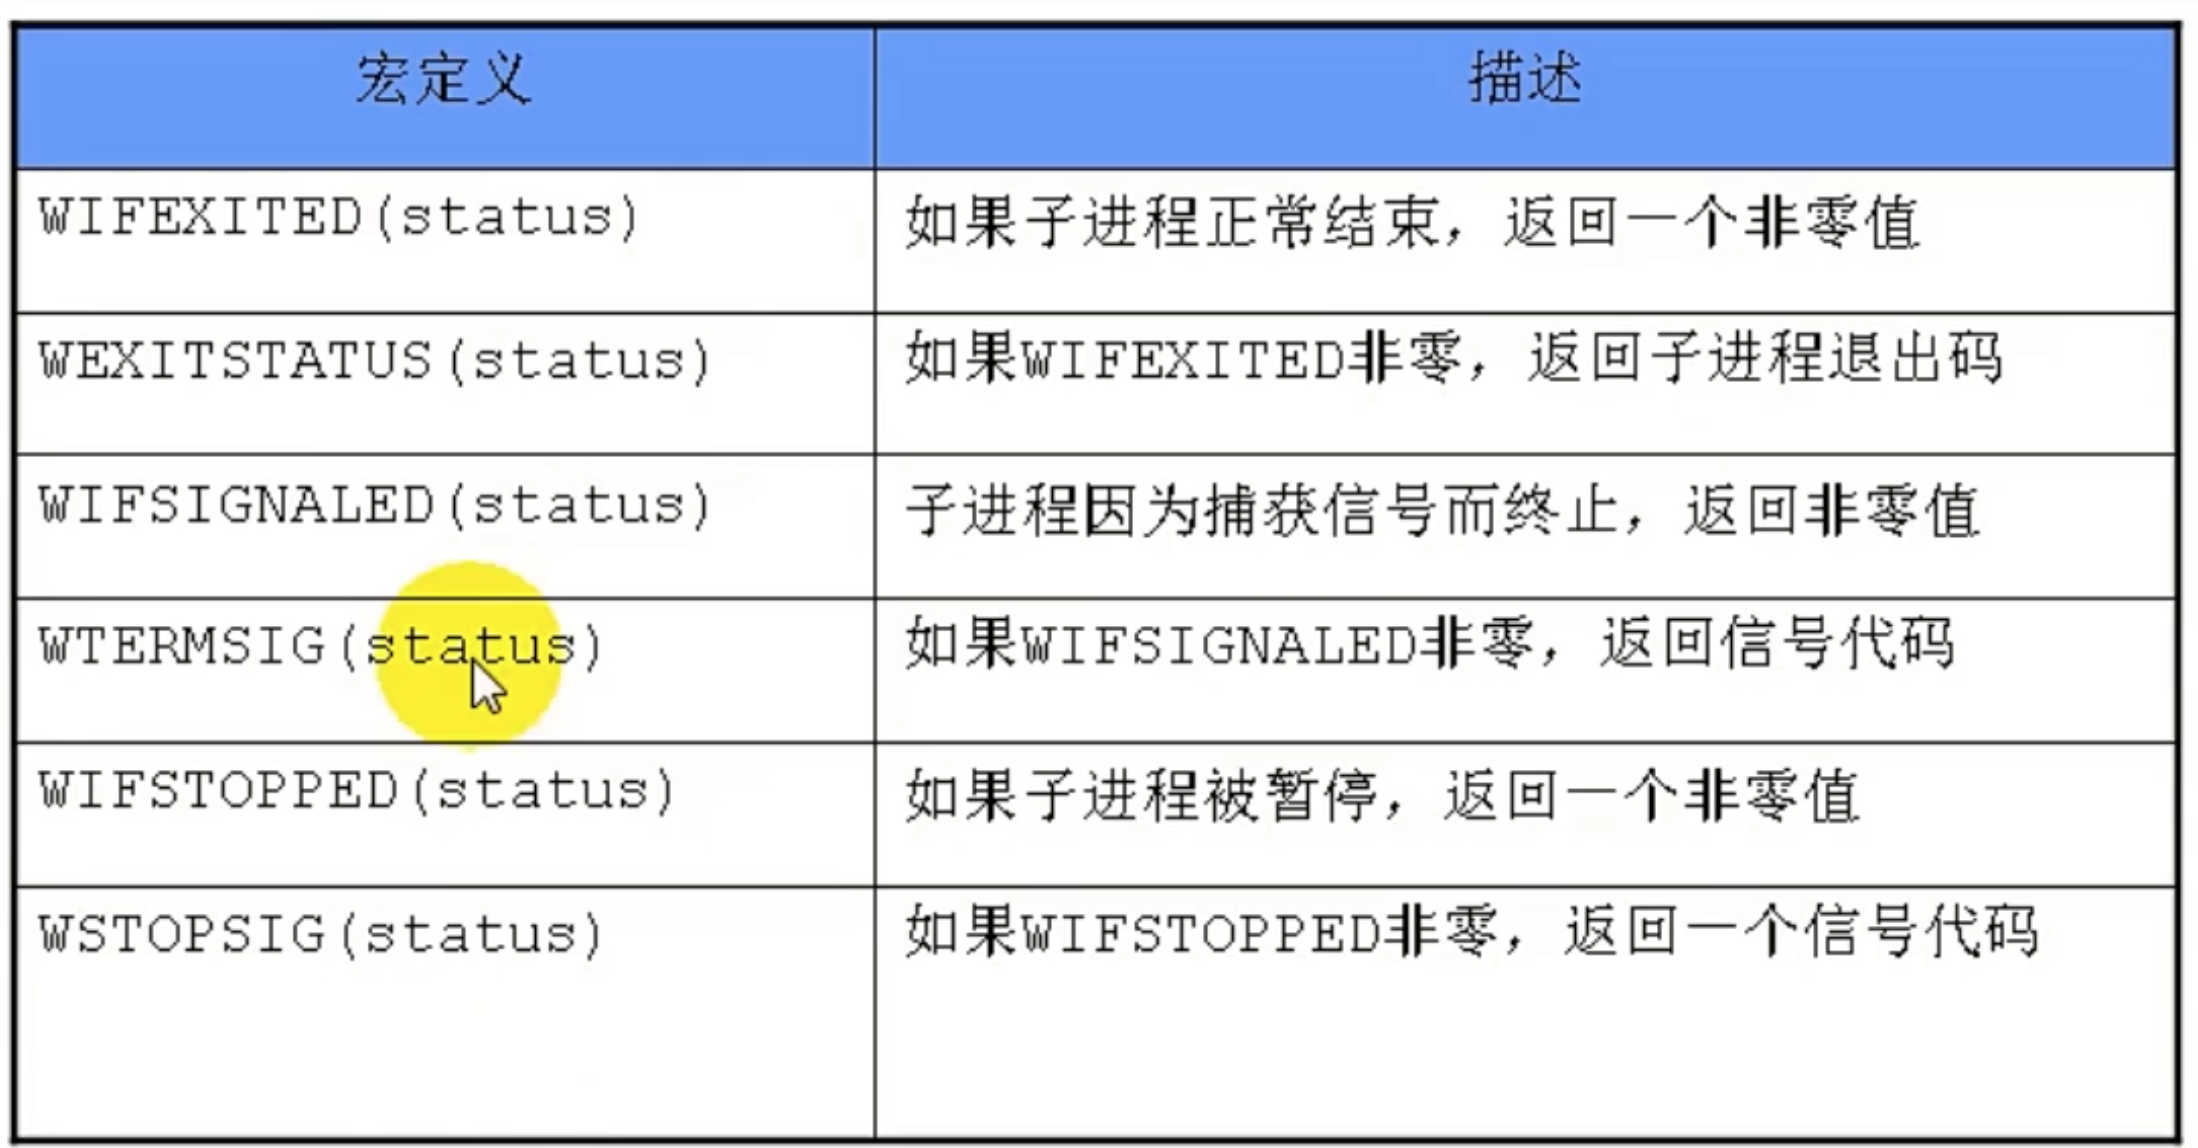 宏定义 描述
WIFEXITED(status) 如果子进程正常结束，返回一个非零值
WEXITSTATUS(status) 如果WIFEXITED非零，返回子进程退出码
WIFSIGNALED(status) 子进程因为捕获信号而终止，返回非零值
WTERMSIG(status) 如果WIFSIGNALED非零，返回信号代码
WIFSTOPPED(status) 如果子进程被暂停，返回一个非零值
WSTOPSIG(status) 如果WIFSTOPPED非零，返回一个信号代码